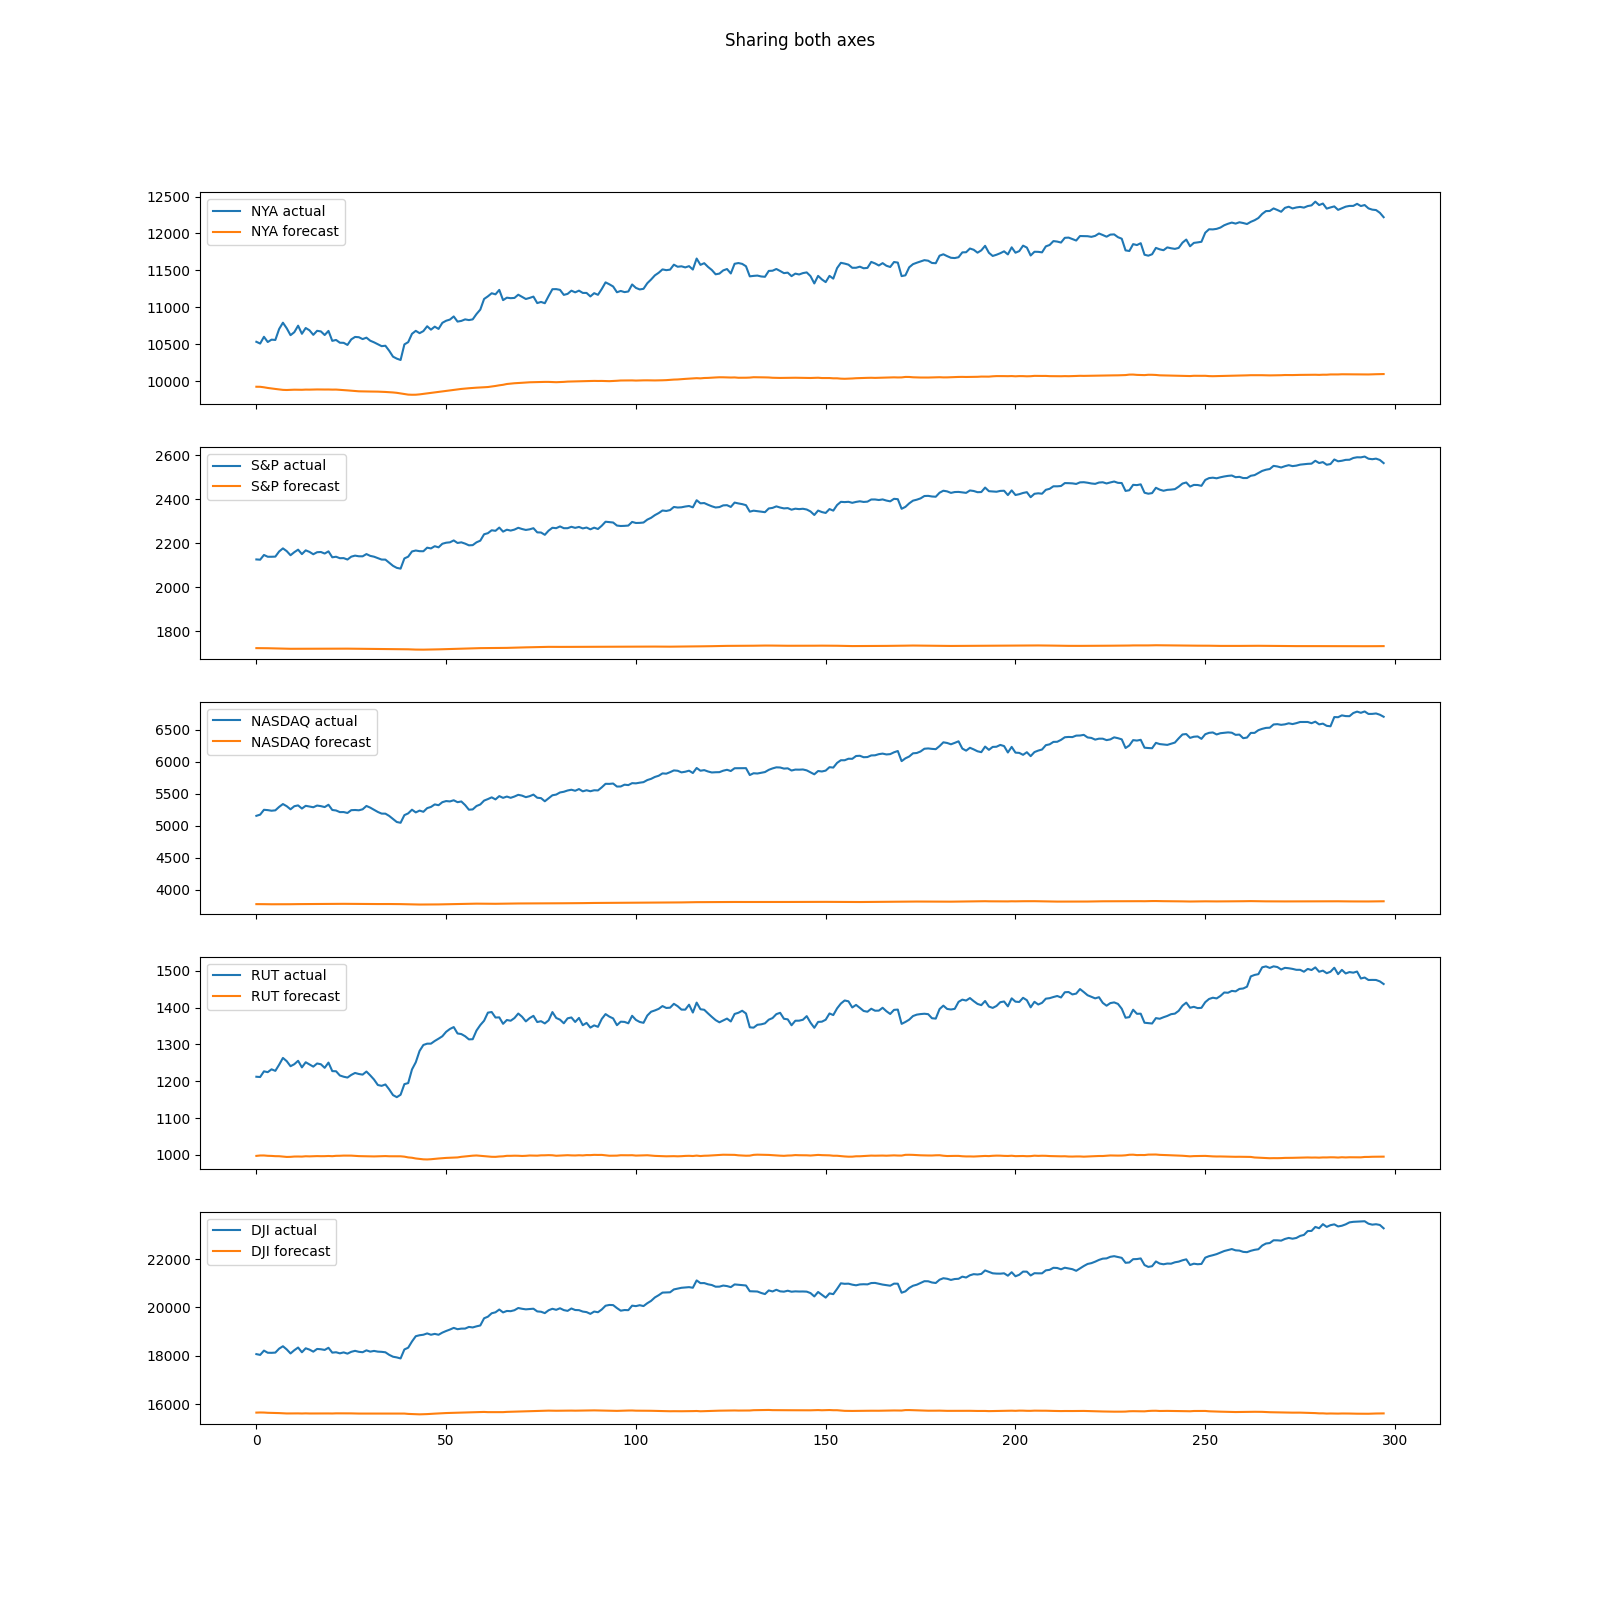 Sharing both axes
12500
12000
11500
11000
10500
10000
NYA actual
NYA forecast
2600
2400
2200
2000
1800
S&P actual
S&P forecast
6500
6000
5500
5000
4500
4000
NASDAQ actual
NASDAQ forecast
1500
1400
1300
1200
1100
1000
RUT actual
RUT forecast
22000
20000
18000
16000
DJI actual
DJI forecast
0 50 100 150 200 250 300